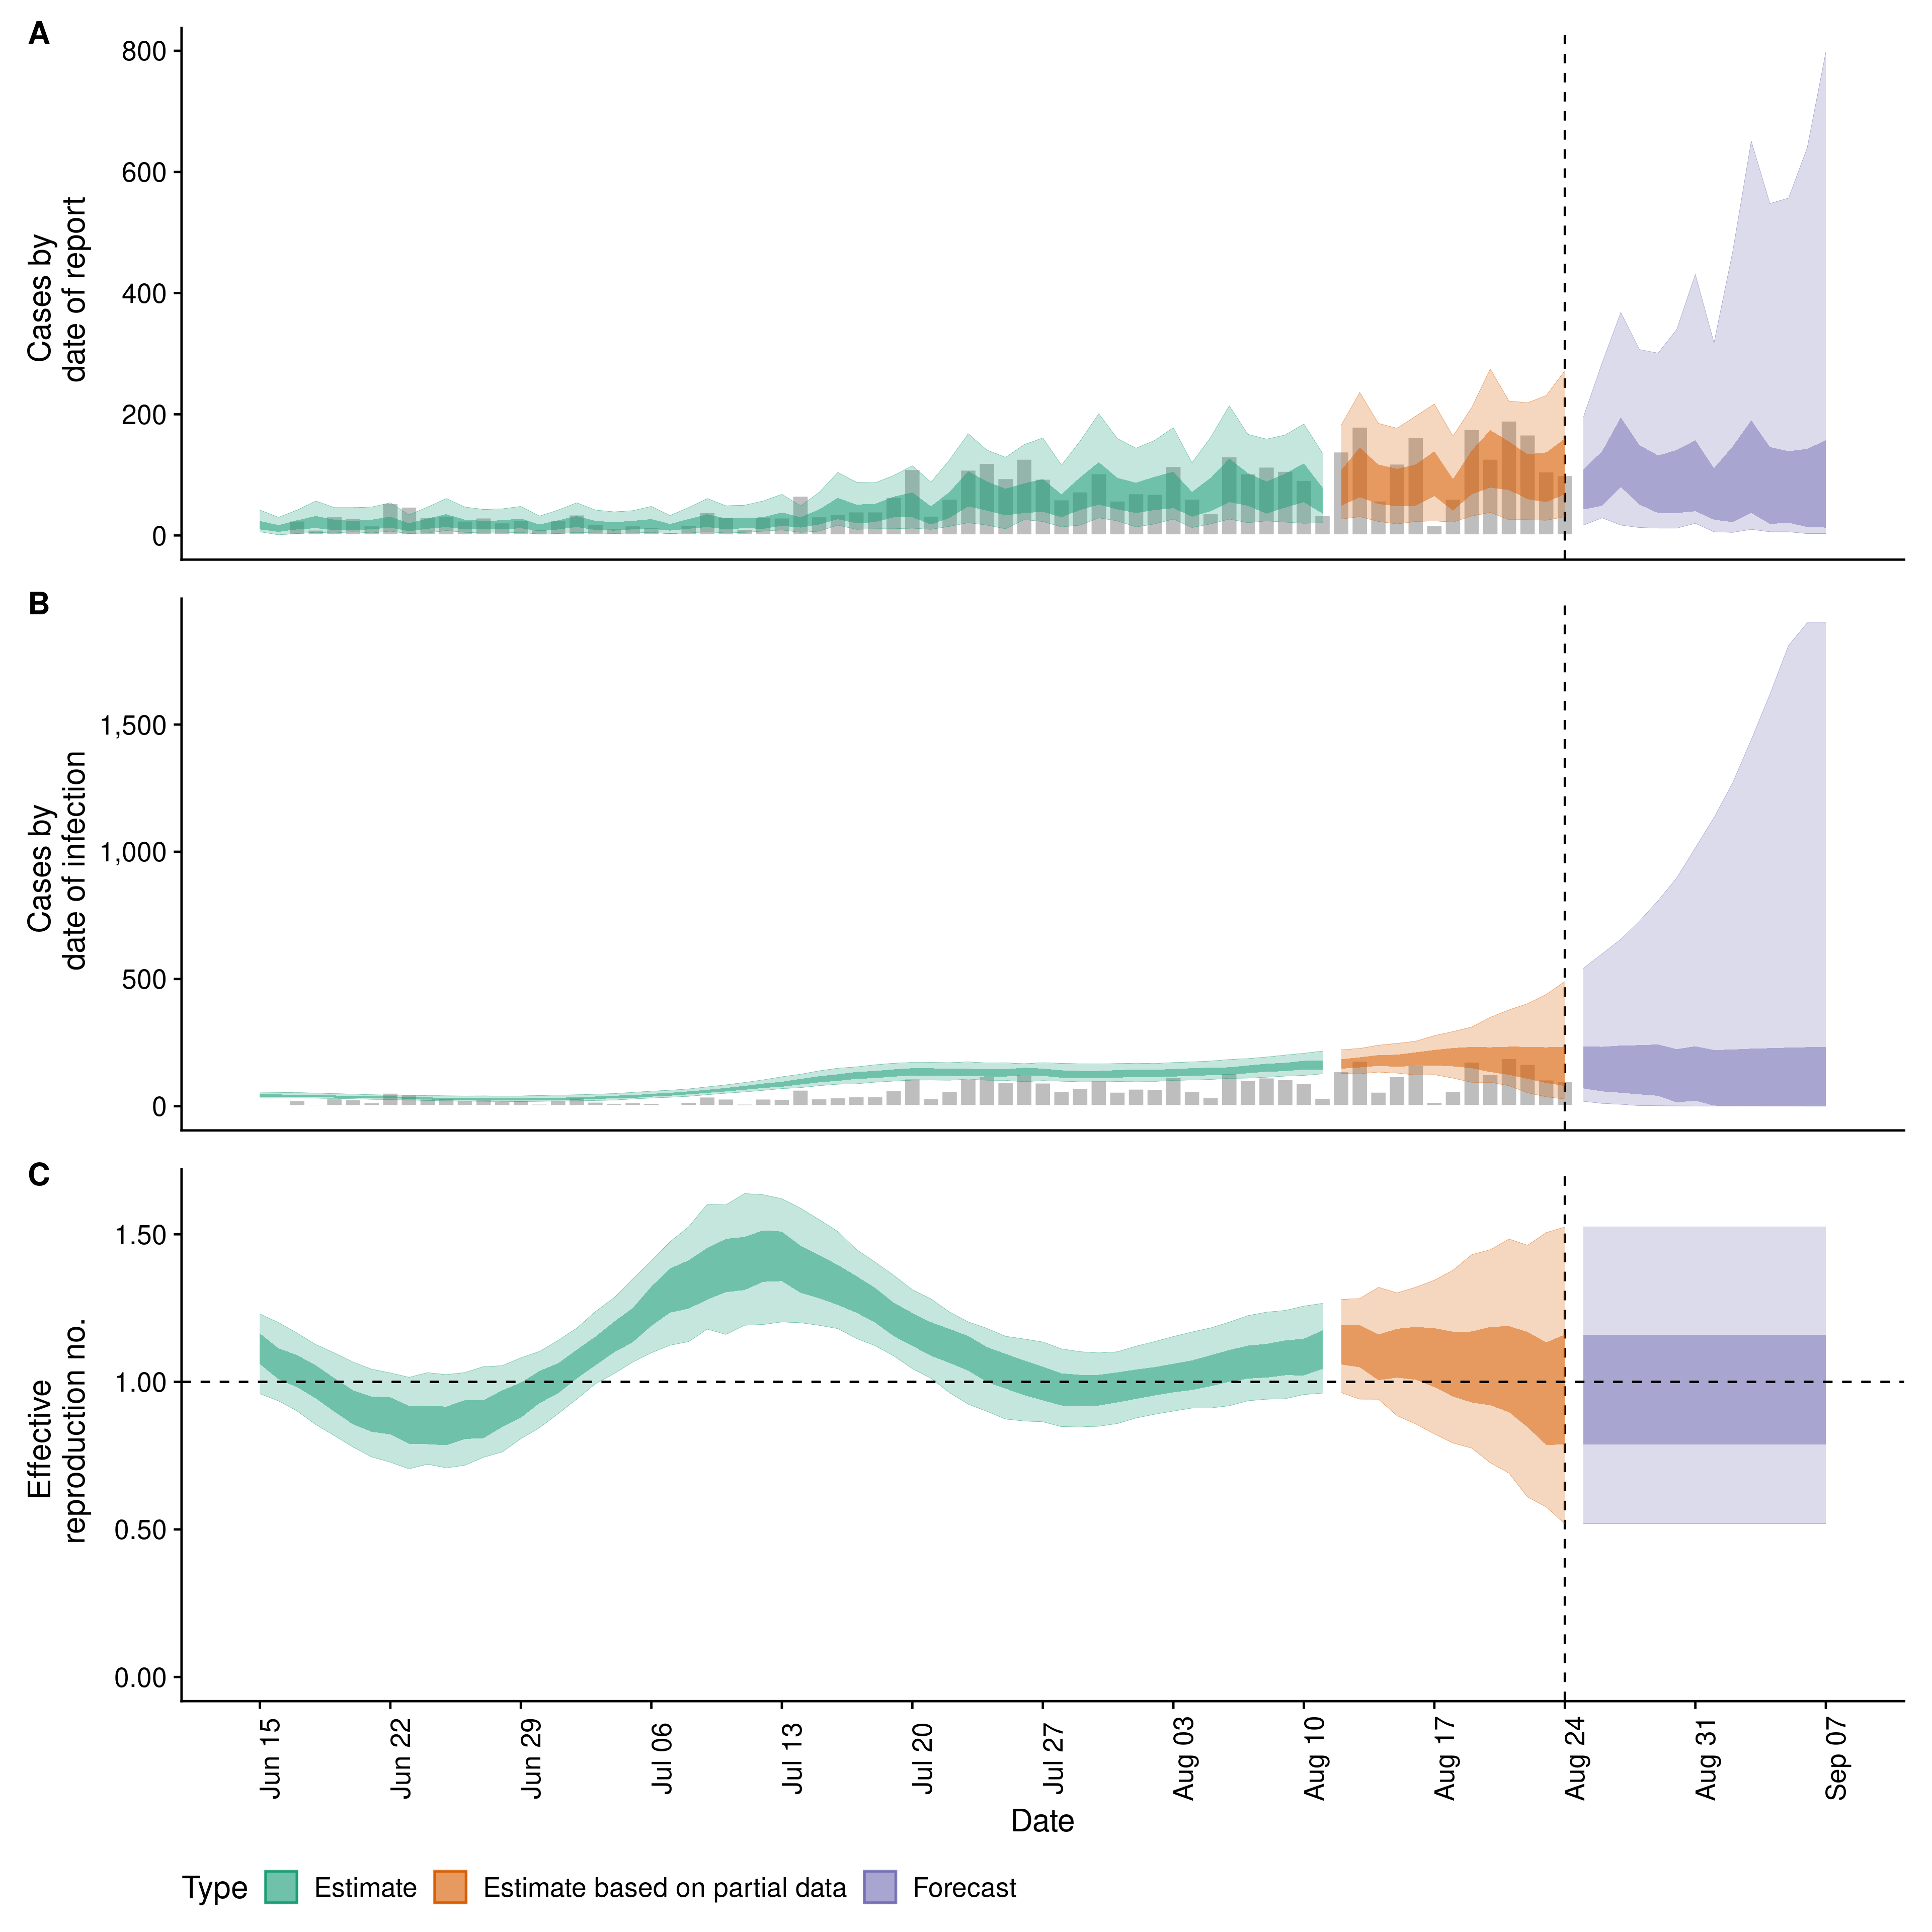 A
800
600
400
200
0
Cases by
date of report
B
1,500
1,000
500
0
Cases by
date of infection
C
1.50
1.00
0.50
0.00
Effective
reproduction no.
Jun 15
Jun 22
Jun 29
Jul 06
Jul 13
Jul 20
Jul 27
Aug 03
Aug 10
Aug 17
Aug 24
Aug 31
Sep 07
Date
Type Estimate Estimate based on partial data Forecast